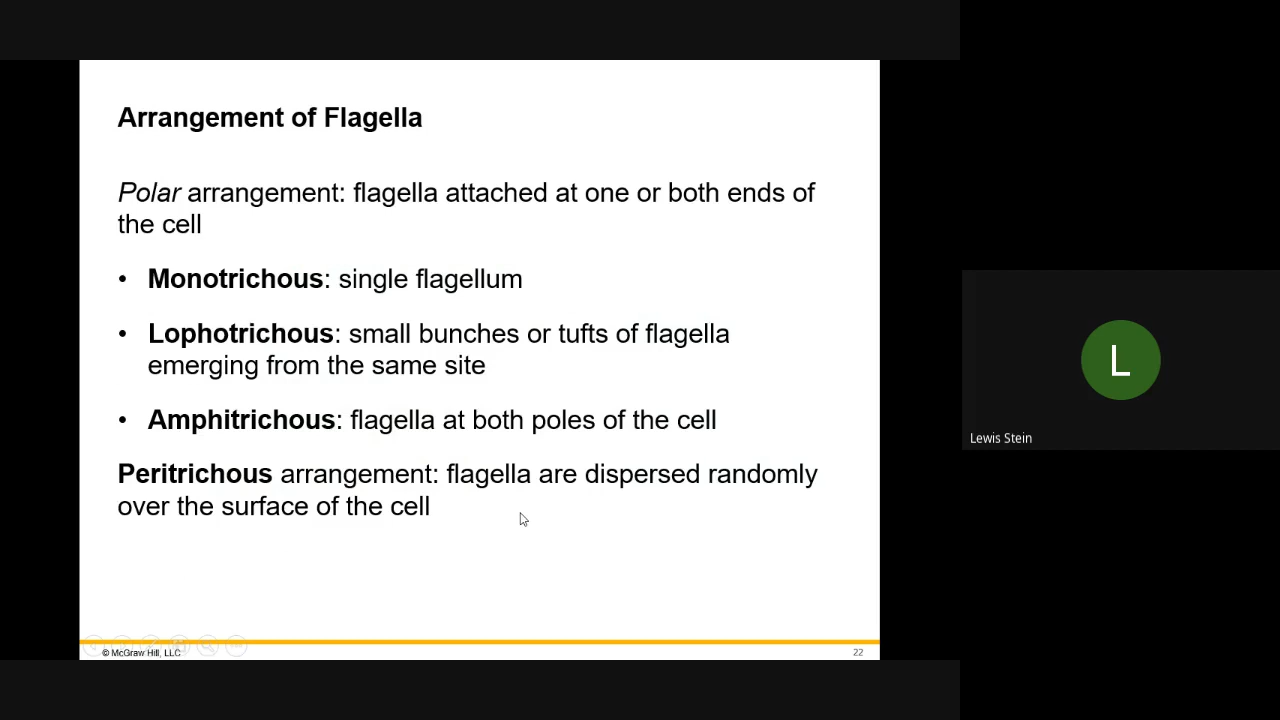 Arrangement of Flagella
Polar arrangement: flagella attached at one or both ends of
the cell
• Monotrichous: single flagellum
• Lophotrichous: small bunches or tufts of flagella
emerging from the same site
• Amphitrichous: flagella at both poles of the cell
Peritrichous arrangement: flagella are dispersed randomly
over the surface of the cell
© McGraw Hill, LLC
22
L
Lewis Stein